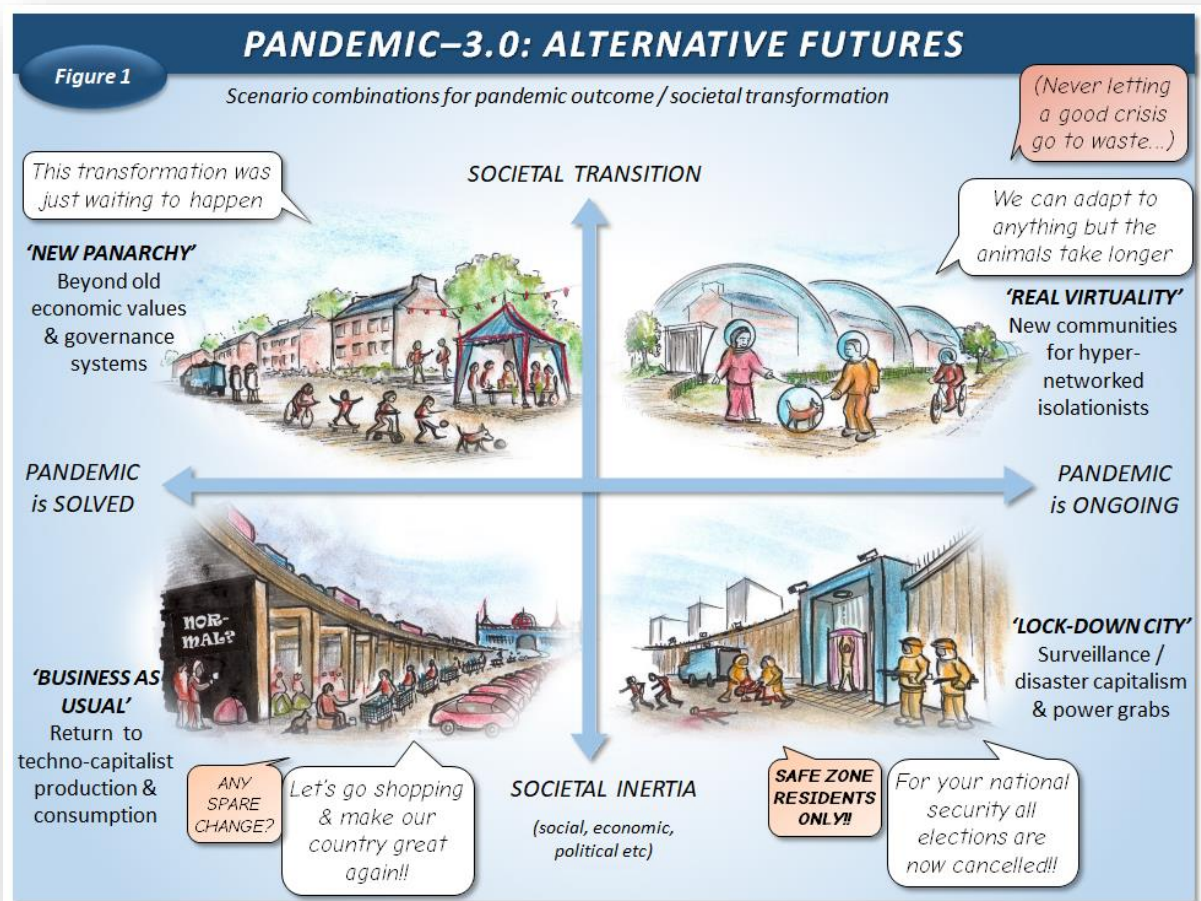 PANDEMIC–3.0: ALTERNATIVE FUTURES
Figure 1
Scenario combinations for pandemic outcome / societal transformation
(Never letting
a good crisis
go to waste...)
This transformation was
just waiting to happen
SOCIETAL TRANSITION
We can adapt to
anything but the
animals take longer
‘NEW PANARCHY’
Beyond old
economic values
& governance
systems
‘REAL VIRTUALITY’
New communities
for hyper-
networked
isolationists
PANDEMIC
is SOLVED
PANDEMIC
is ONGOING
NOR-
MAL?
‘BUSINESS AS
USUAL’
Return to
techno-capitalist
production &
consumption
‘LOCK-DOWN CITY’
Surveillance /
disaster capitalism
& power grabs
ANY
SPARE
CHANGE?
Let’s go shopping
& make our
country great
again!!
SOCIETAL INERTIA
(social, economic,
political etc)
SAFE ZONE
RESIDENTS
ONLY!!
For your national
security all
elections are
now cancelled!!